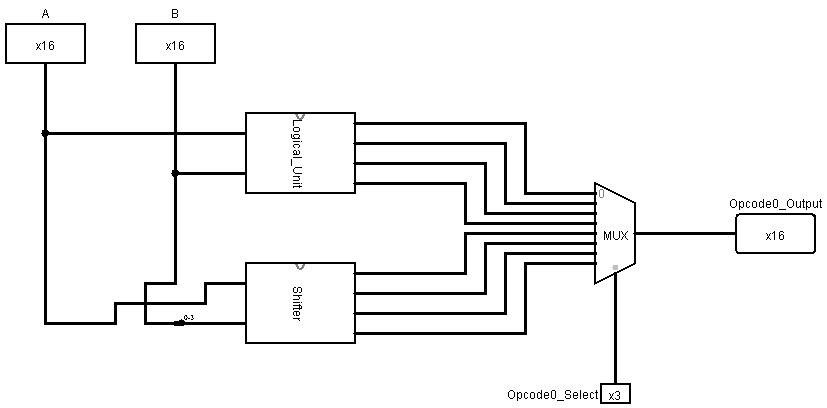 A
B
x16
x16
Logical_Unit
0
Opcode0_Output
MUX
x16
Shifter
0-3
Opcode0_Select
x3